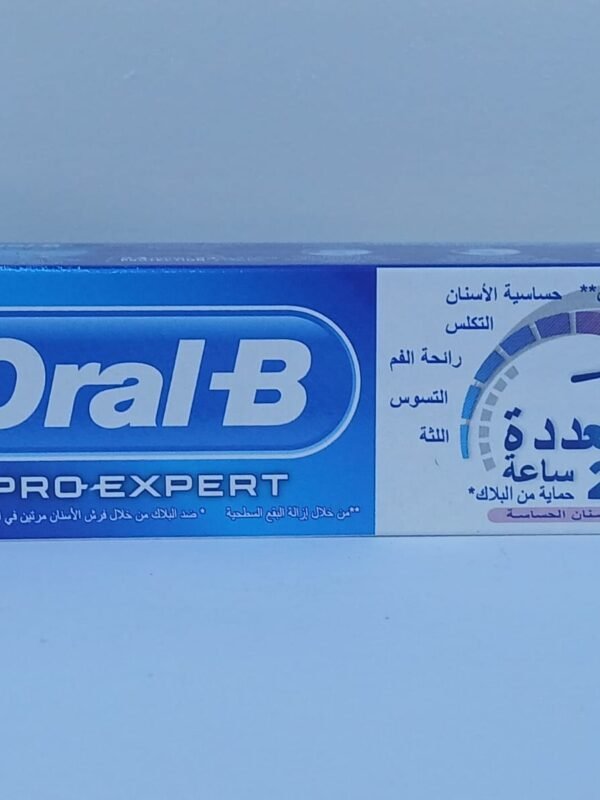 Oral-B
PRO-EXPERT
**من خلال إزالة البقع السطحية * ضد البلاك من خلال فرش الأسنان مرتين في
** حساسية الأسنان
التكلس
رائحة الفم
التسوس
اللثة
ساعة
حماية من البلاك*
الحساسة